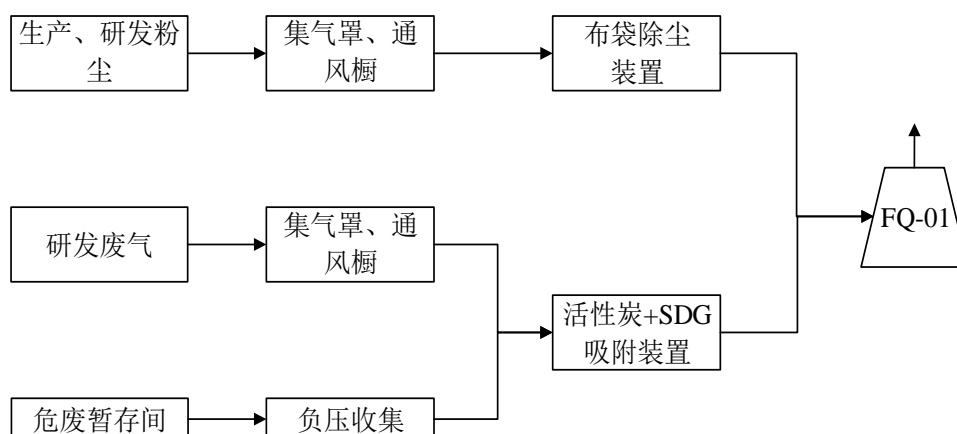 生产、研发粉
尘
集气罩、通
风橱
布袋除尘
装置
FQ-01
研发废气
集气罩、通
风橱
活性炭+SDG
吸附装置
危废暂存间
负压收集